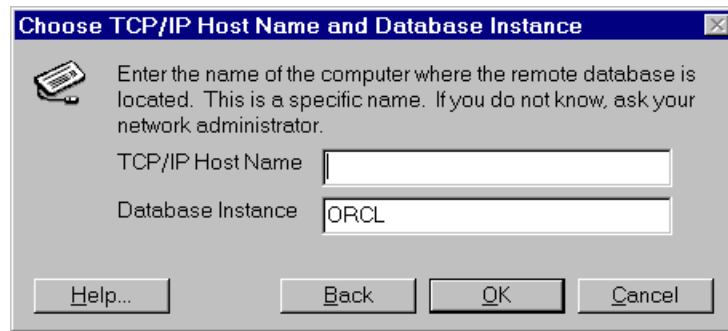 Choose TCP/IP Host Name and Database Instance
Enter the name of the computer where the remote database is
located. This is a specific name. If you do not know, ask your
network administrator.
TCP/IP Host Name
Database Instance ORCL
Help... Back OK Cancel